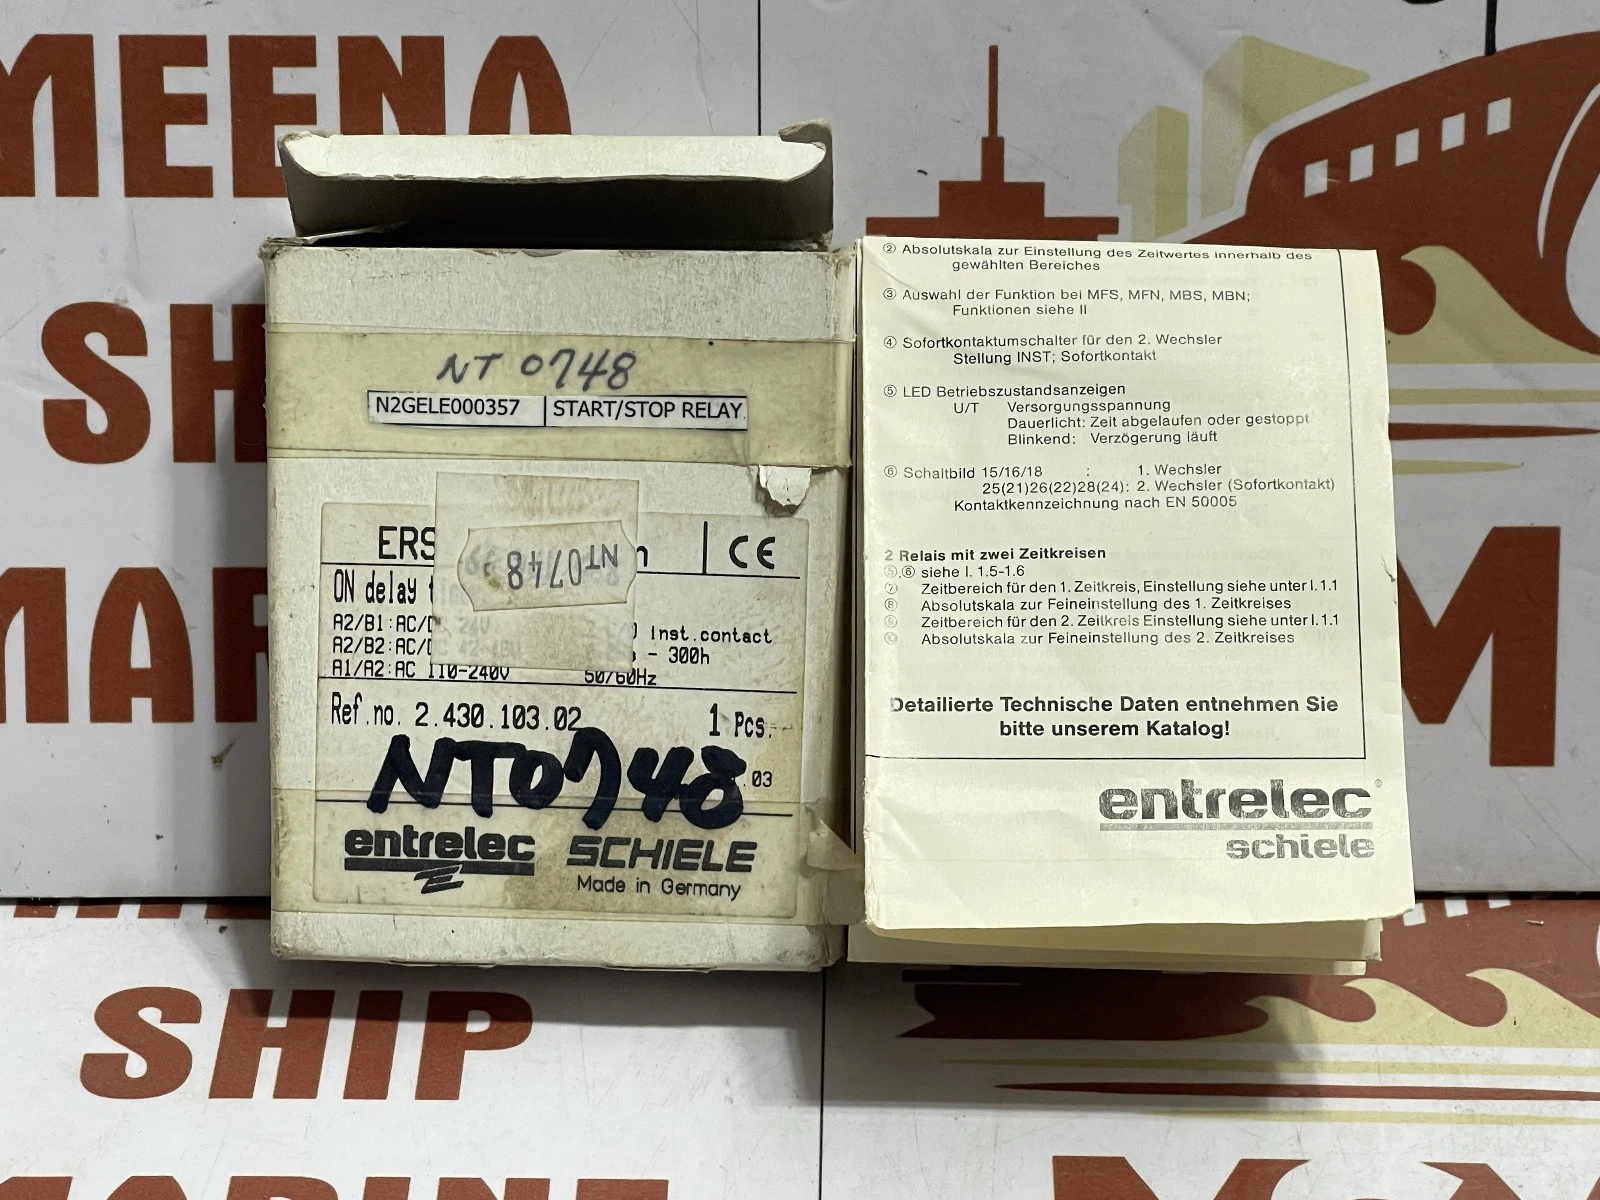 MEENA
SHIP
SHIP
NT 0748
N2GELE000357 START/STOP RELAY
ERS
CE
NT0748
ON delay
A2/B1:AC/D 24V
Inst.contact
A2/B2:AC/D
- 300h
A1/A2:AC 110-240V 50/60Hz
Ref.no. 2.430.103.02 1 Pcs.
NT0748
.03
entrelec SCHIELE
Made in Germany
② Absolutskala zur Einstellung des Zeitwertes innerhalb des
gewählten Bereiches
③ Auswahl der Funktion bei MFS, MFN, MBS, MBN;
Funktionen siehe II
④ Sofortkontaktumschalter für den 2. Wechsler
Stellung INST; Sofortkontakt
⑤ LED Betriebszustandsanzeigen
U/T Versorgungsspannung
Dauerlicht: Zeit abgelaufen oder gestoppt
Blinkend: Verzögerung läuft
⑥ Schaltbild 15/16/18 : 1. Wechsler
25(21)26(22)28(24): 2. Wechsler (Sofortkontakt)
Kontaktkennzeichnung nach EN 50005
2 Relais mit zwei Zeitkreisen
⑤,⑥ siehe I. 1.5-1.6
⑦ Zeitbereich für den 1. Zeitkreis, Einstellung siehe unter I.1.1
⑧ Absolutskala zur Feineinstellung des 1. Zeitkreises
⑨ Zeitbereich für den 2. Zeitkreis Einstellung siehe unter I.1.1
⑩ Absolutskala zur Feineinstellung des 2. Zeitkreises
Detailierte Technische Daten entnehmen Sie
bitte unserem Katalog!
entrelec®
schiele